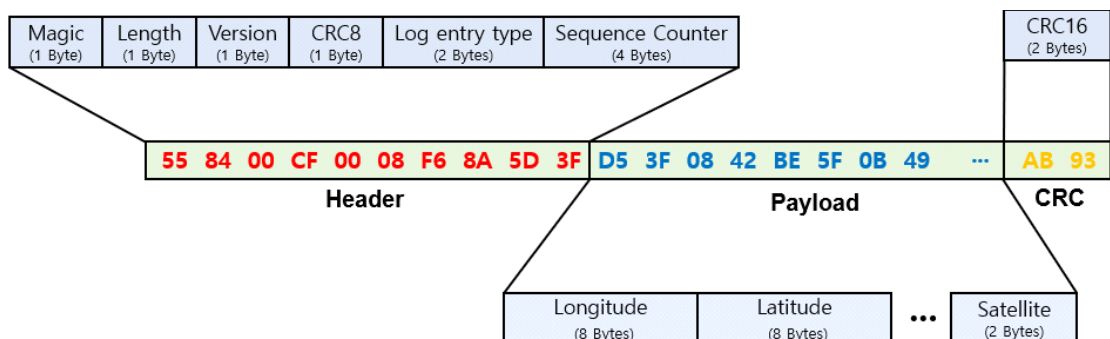 Magic Length Version CRC8 Log entry type Sequence Counter CRC16
(1 Byte) (1 Byte) (1 Byte) (1 Byte) (2 Bytes) (4 Bytes) (2 Bytes)
55 84 00 CF 00 08 F6 8A 5D 3F D5 3F 08 42 BE 5F 0B 49 ... AB 93
Header Payload CRC
Longitude Latitude ... Satellite
(8 Bytes) (8 Bytes) (2 Bytes)